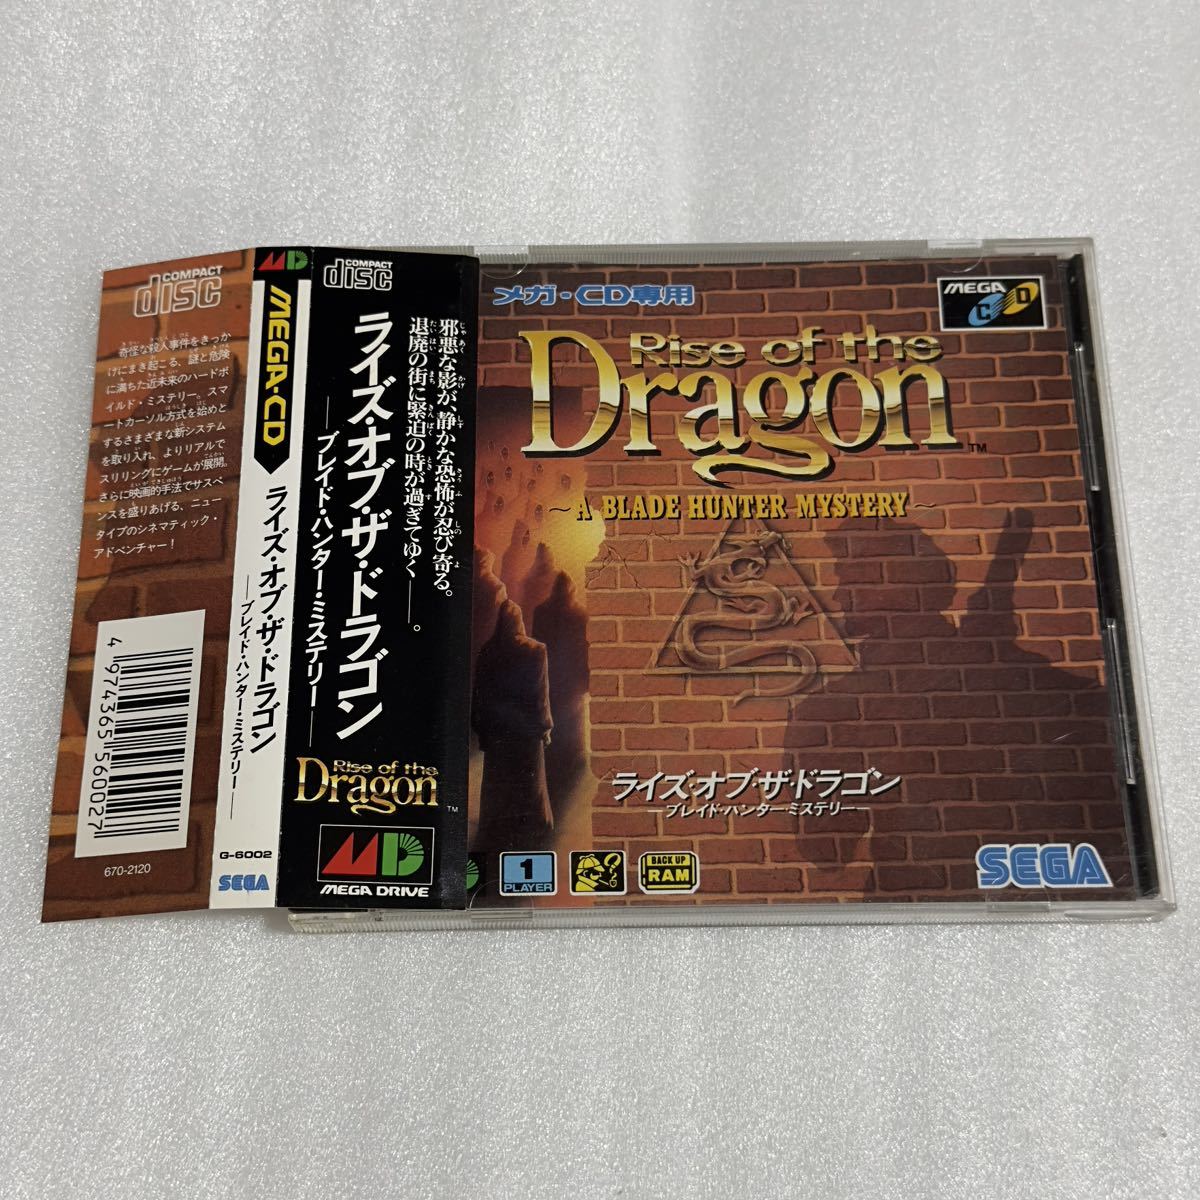 COMPACT
disc
奇怪な殺人事件をきっか
けにまき起こる、謎と危険
に満ちた近未来のハードボ
イルド・ミステリー。スマ
ートカーソル方式を始めと
するさまざまな新システム
を取り入れ、よりリアルで
スリリングにゲームが展開。
さらに映画的手法でサスペ
ンスを盛りあげる、ニュー
タイプのシネマティック・
アドベンチャー!
4974365560027
670-2120
MD
MEGA-CD
ライズ・オブ・ザ・ドラゴン
―ブレイド・ハンター・ミステリー―
G-6002
SEGA
COMPACT
disc
邪悪な影が、静かな恐怖が忍び寄る。
退廃の街に緊迫の時が過ぎてゆく――。
ライズ・オブ・ザ・ドラゴン
―ブレイド・ハンター・ミステリー―
Rise of the
Dragon™
MD
MEGA DRIVE
メガ・CD専用
MEGA
CD
Rise of the
Dragon™
~A BLADE HUNTER MYSTERY~
ライズ・オブ・ザ・ドラゴン
―ブレイド・ハンター・ミステリー―
1
PLAYER
BACK UP
RAM
SEGA